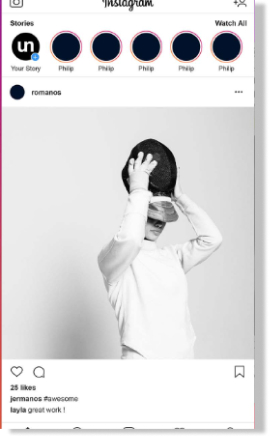 Instagram
Stories Watch All
un
Your Story Philip Philip Philip Philip Philip
romanos
25 likes
jermanos #awesome
layla great work !